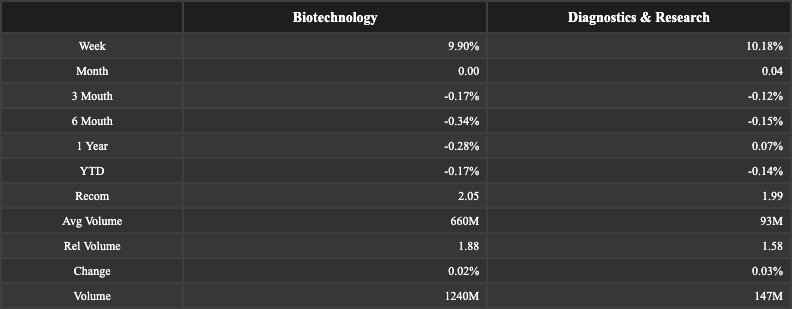 Biotechnology Diagnostics & Research
Week 9.90% 10.18%
Month 0.00 0.04
3 Mouth -0.17% -0.12%
6 Mouth -0.34% -0.15%
1 Year -0.28% 0.07%
YTD -0.17% -0.14%
Recom 2.05 1.99
Avg Volume 660M 93M
Rel Volume 1.88 1.58
Change 0.02% 0.03%
Volume 1240M 147M